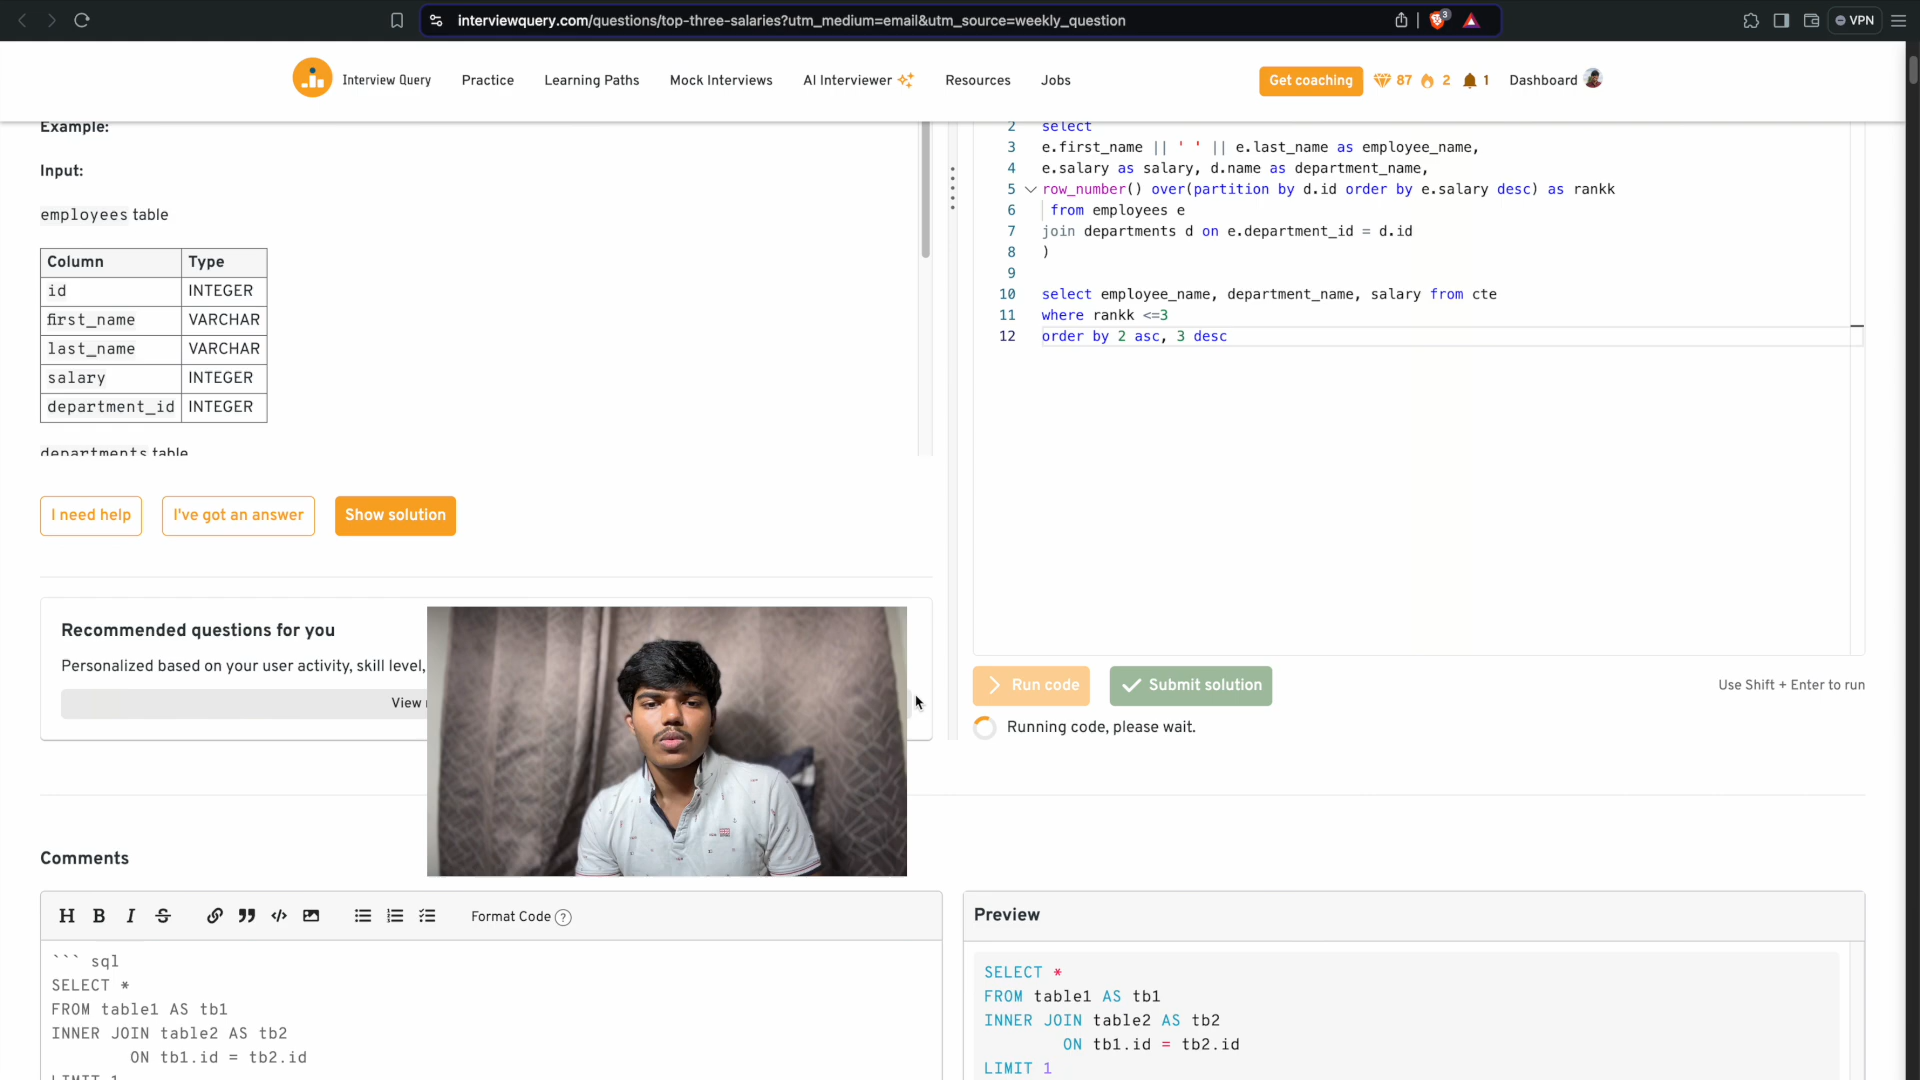 interviewquery.com/questions/top-three-salaries?utm_medium=email&utm_source=weekly_question
3
VPN
Interview Query
Practice
Learning Paths
Mock Interviews
AI Interviewer
Resources
Jobs
Get coaching
87
2
1
Dashboard
Example:
Input:
employees table
Column Type
id INTEGER
first_name VARCHAR
last_name VARCHAR
salary INTEGER
department_id INTEGER
departments table
I need help
I've got an answer
Show solution
Recommended questions for you
Personalized based on your user activity, skill level,
View
2 select
3 e.first_name || ' ' || e.last_name as employee_name,
4 e.salary as salary, d.name as department_name,
5 row_number() over(partition by d.id order by e.salary desc) as rankk
6 from employees e
7 join departments d on e.department_id = d.id
8 )
9
10 select employee_name, department_name, salary from cte
11 where rankk <=3
12 order by 2 asc, 3 desc
Run code
Submit solution
Use Shift + Enter to run
Running code, please wait.
Comments
H B I S
Format Code ?
``` sql
SELECT *
FROM table1 AS tb1
INNER JOIN table2 AS tb2
ON tb1.id = tb2.id
LIMIT 1
Preview
SELECT *
FROM table1 AS tb1
INNER JOIN table2 AS tb2
ON tb1.id = tb2.id
LIMIT 1